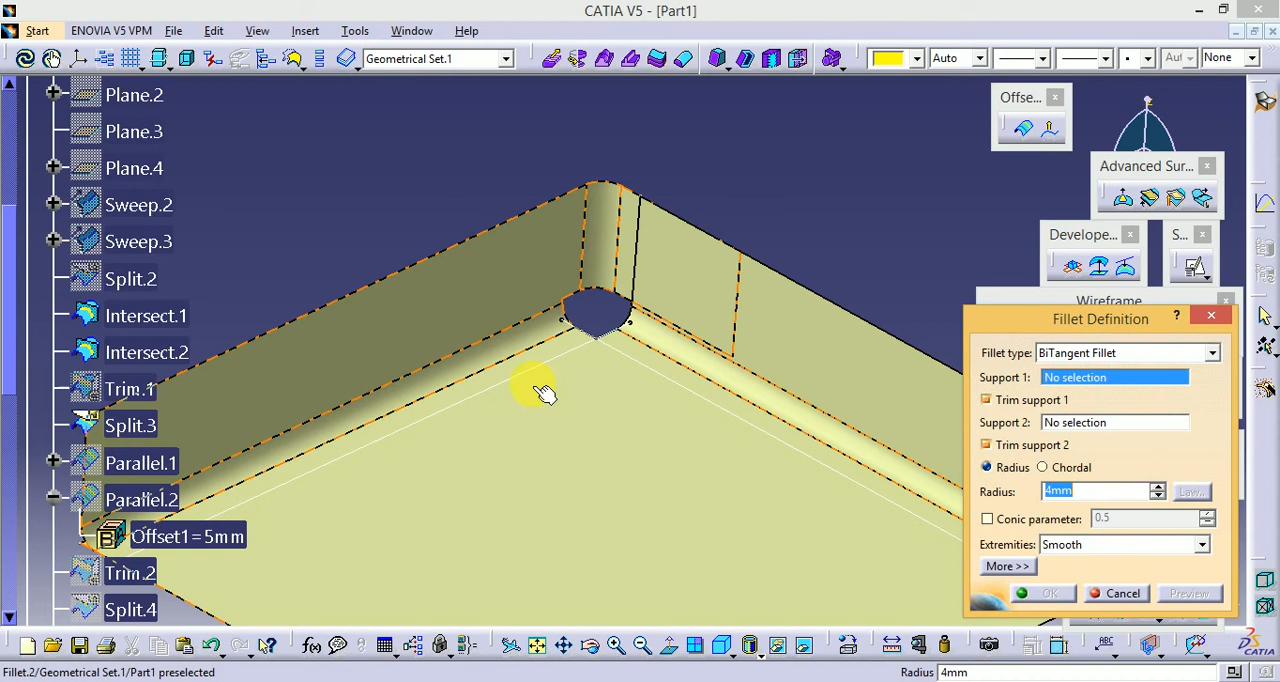 CATIA V5 - [Part1]
Start ENOVIA V5 VPM File Edit View Insert Tools Window Help
Geometrical Set.1
Auto
Aut
None
Plane.2
Plane.3
Plane.4
Sweep.2
Sweep.3
Split.2
Intersect.1
Intersect.2
Trim.1
Split.3
Parallel.1
Parallel.2
Offset1=5mm
Trim.2
Split.4
Offse...
Advanced Sur...
Develope...
S...
Wireframe
Fillet Definition
Fillet type: BiTangent Fillet
Support 1: No selection
Trim support 1
Support 2: No selection
Trim support 2
Radius Chordal
Radius: 4mm Law...
Conic parameter: 0.5
Extremities: Smooth
More >>
OK Cancel Preview
f(x)
ABC
CATIA
Fillet.2/Geometrical Set.1/Part1 preselected
Radius 4mm